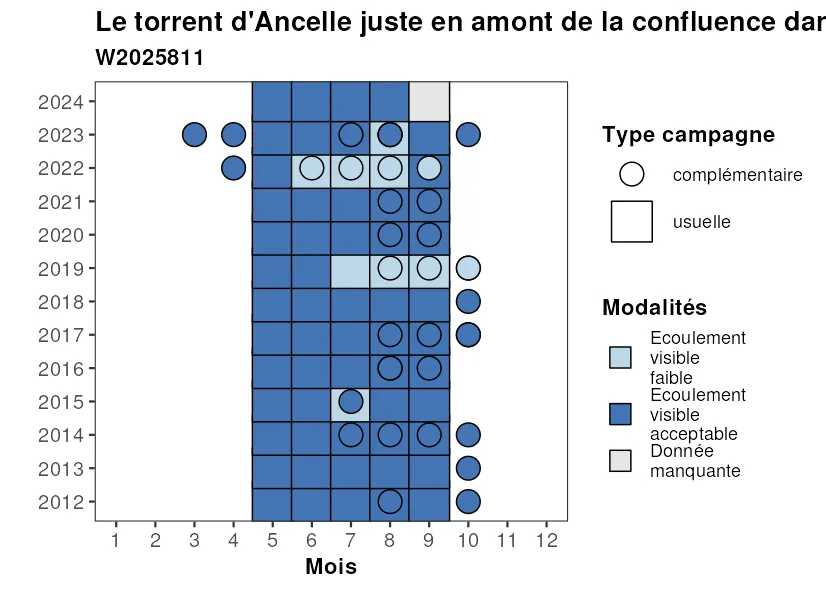 Le torrent d'Ancelle juste en amont de la confluence dan
W2025811
2024
2023
2022
2021
2020
2019
2018
2017
2016
2015
2014
2013
2012
1 2 3 4 5 6 7 8 9 10 11 12
Mois
Type campagne
complémentaire
usuelle
Modalités
Ecoulement
visible
faible
Ecoulement
visible
acceptable
Donnée
manquante